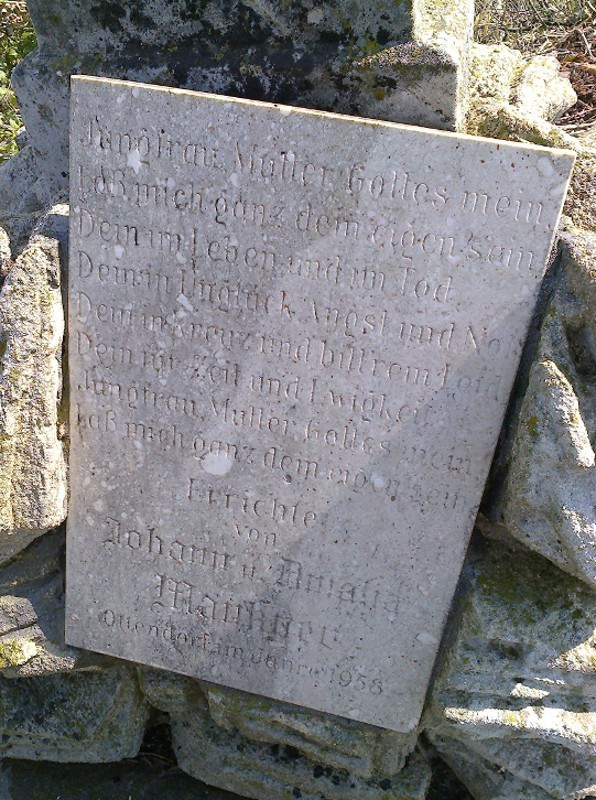 Jungfrau, Mutter Gottes mein,
Laß mich ganz dein eigen sein,
Dein im Leben und im Tod
Dein in Unglück, Angst und Not
Dein in Kreuz und bittrem Leid
Dein für Zeit und Ewigkeit
Jungfrau, Mutter Gottes mein
Laß mich ganz dein eigen sein
Errichtet
von
Johann u. Amalia
Ottendorf im Jahre 1958